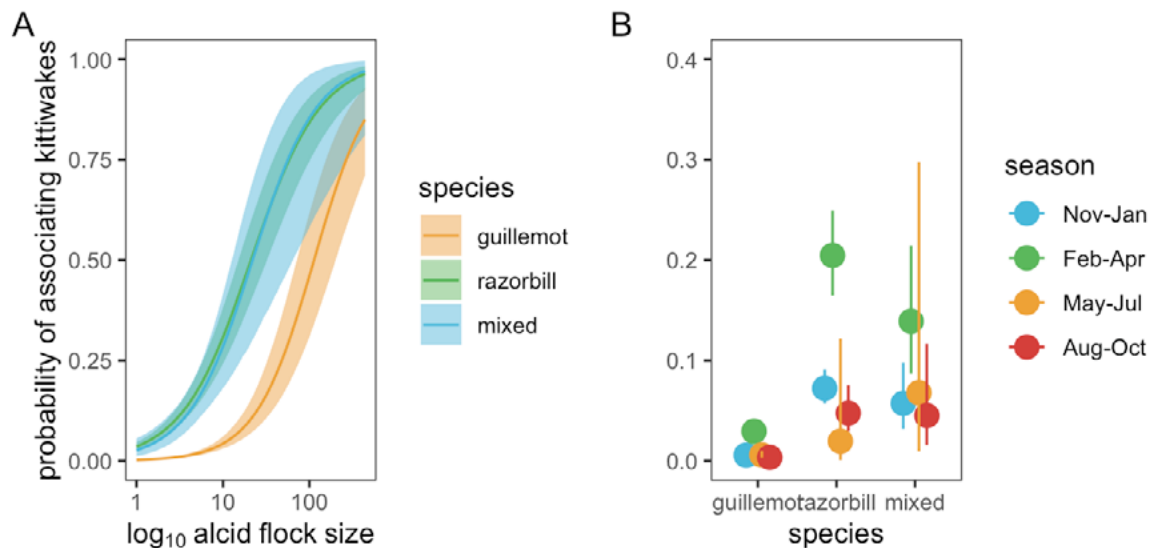 A
probability of associating kittiwakes
1.00
0.75
0.50
0.25
0.00
1
10
100
log₁₀ alcid flock size
species
guillemot
razorbill
mixed
B
0.4
0.3
0.2
0.1
0.0
guillemot razorbill mixed
species
season
Nov-Jan
Feb-Apr
May-Jul
Aug-Oct